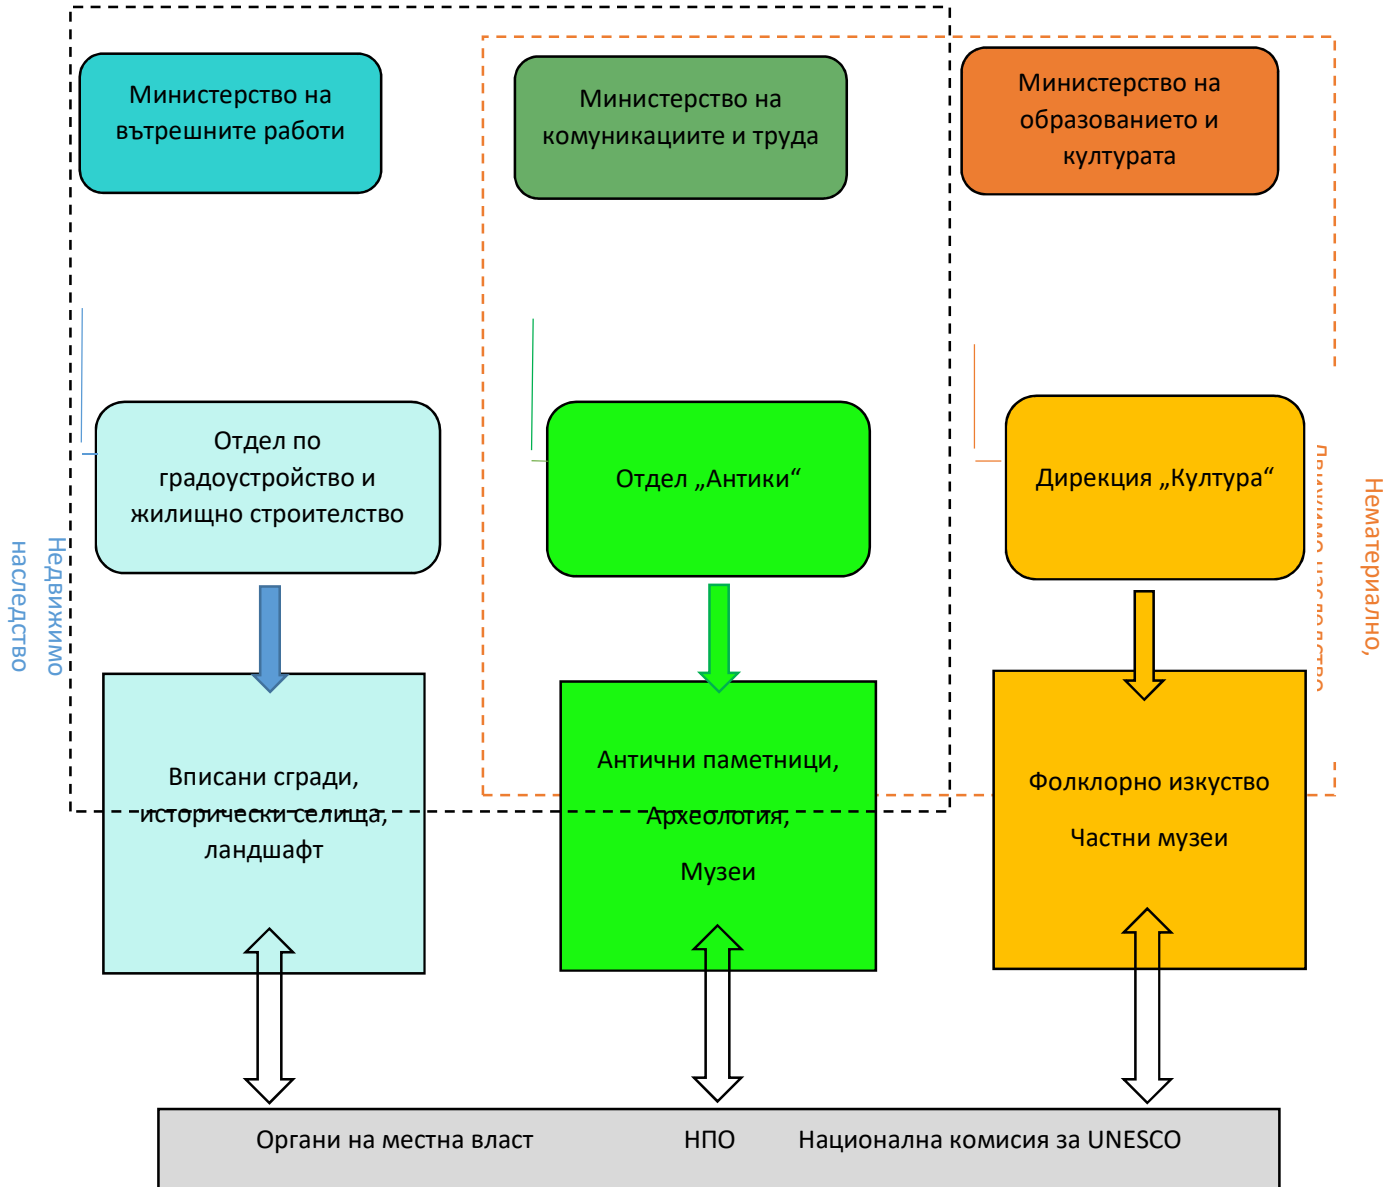 Министерство на
вътрешните работи
Министерство на
комуникациите и труда
Министерство на
образованието и
културата
Отдел по
градоустройство и
жилищно строителство
Отдел „Антики“
Дирекция „Култура“
Недвижимо
наследство
Нематериално,
движимо наследство
Вписани сгради,
исторически селища,
ландшафт
Антични паметници,
Археология,
Музеи
Фолклорно изкуство
Частни музеи
Органи на местна власт НПО Национална комисия за UNESCO